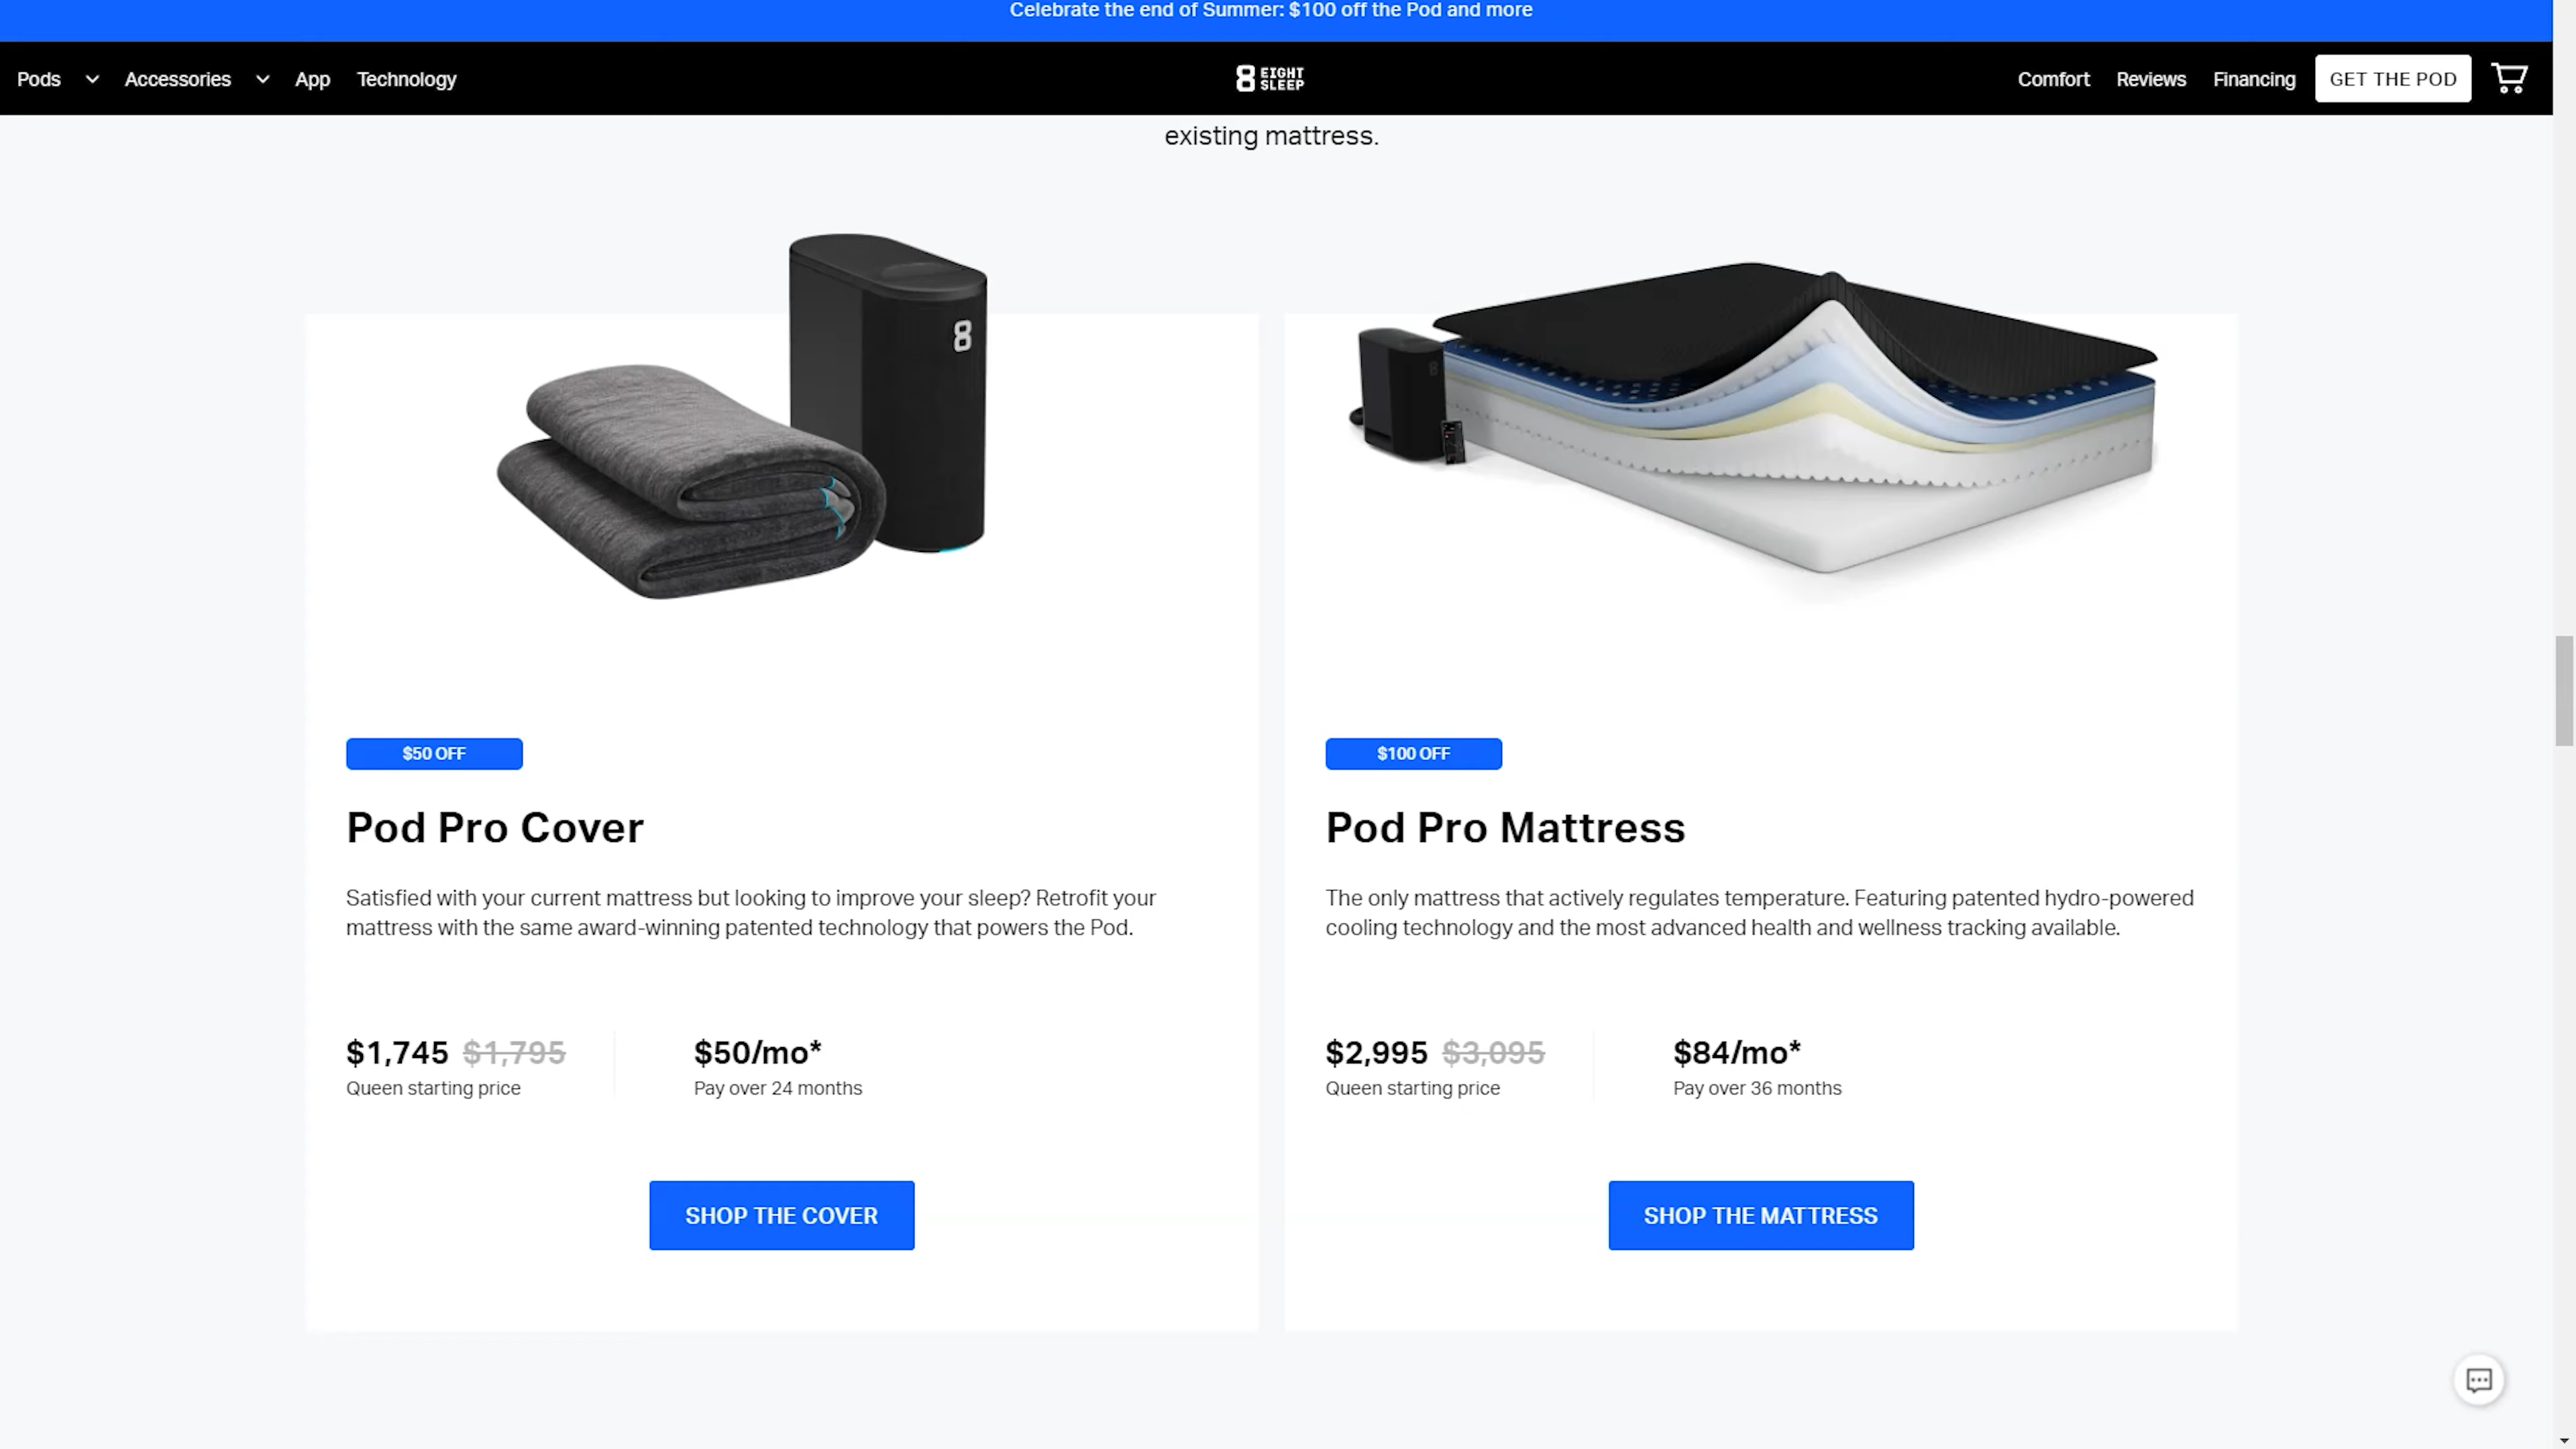 Celebrate the end of Summer: $100 off the Pod and more
Pods Accessories App Technology
8 EIGHT SLEEP
Comfort Reviews Financing GET THE POD
existing mattress.
8
8
$50 OFF
Pod Pro Cover
Satisfied with your current mattress but looking to improve your sleep? Retrofit your
mattress with the same award-winning patented technology that powers the Pod.
$1,745 $1,795
Queen starting price
$50/mo*
Pay over 24 months
SHOP THE COVER
$100 OFF
Pod Pro Mattress
The only mattress that actively regulates temperature. Featuring patented hydro-powered
cooling technology and the most advanced health and wellness tracking available.
$2,995 $3,095
Queen starting price
$84/mo*
Pay over 36 months
SHOP THE MATTRESS